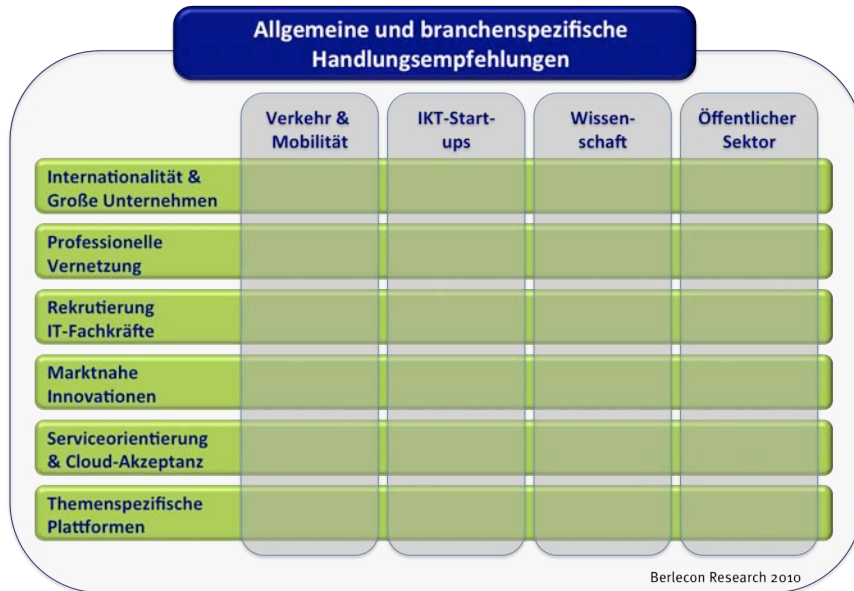 Allgemeine und branchenspezifische
Handlungsempfehlungen
Verkehr &
Mobilität
IKT-Start-
ups
Wissen-
schaft
Öffentlicher
Sektor
Internationalität &
Große Unternehmen
Professionelle
Vernetzung
Rekrutierung
IT-Fachkräfte
Marktnahe
Innovationen
Serviceorientierung
& Cloud-Akzeptanz
Themenspezifische
Plattformen
Berlecon Research 2010